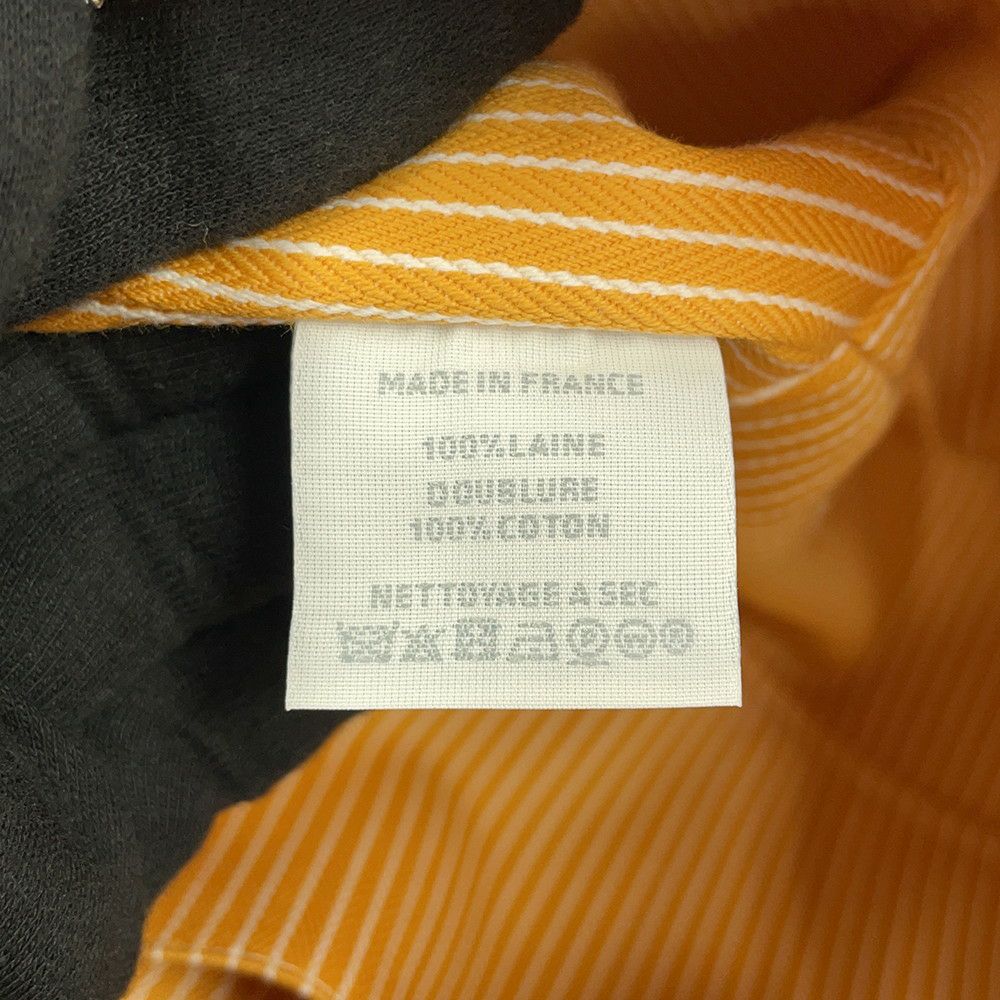 MADE IN FRANCE
100% LAINE
DOUBLURE
100% COTON
NETTOYAGE A SEC